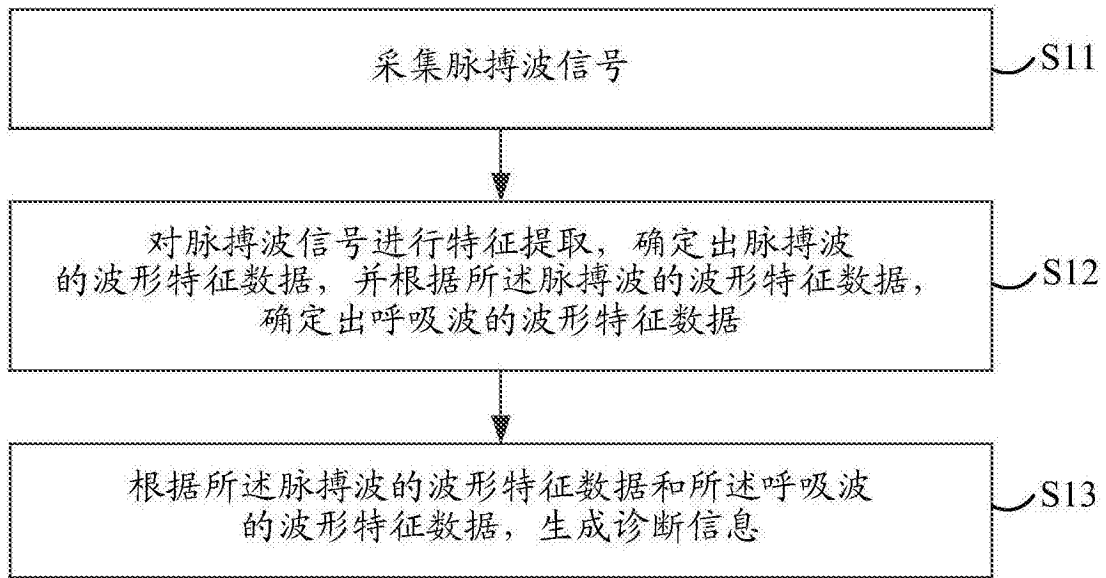 采集脉搏波信号
S11
对脉搏波信号进行特征提取，确定出脉搏波
的波形特征数据，并根据所述脉搏波的波形特征数据，
确定出呼吸波的波形特征数据
S12
根据所述脉搏波的波形特征数据和所述呼吸波
的波形特征数据，生成诊断信息
S13